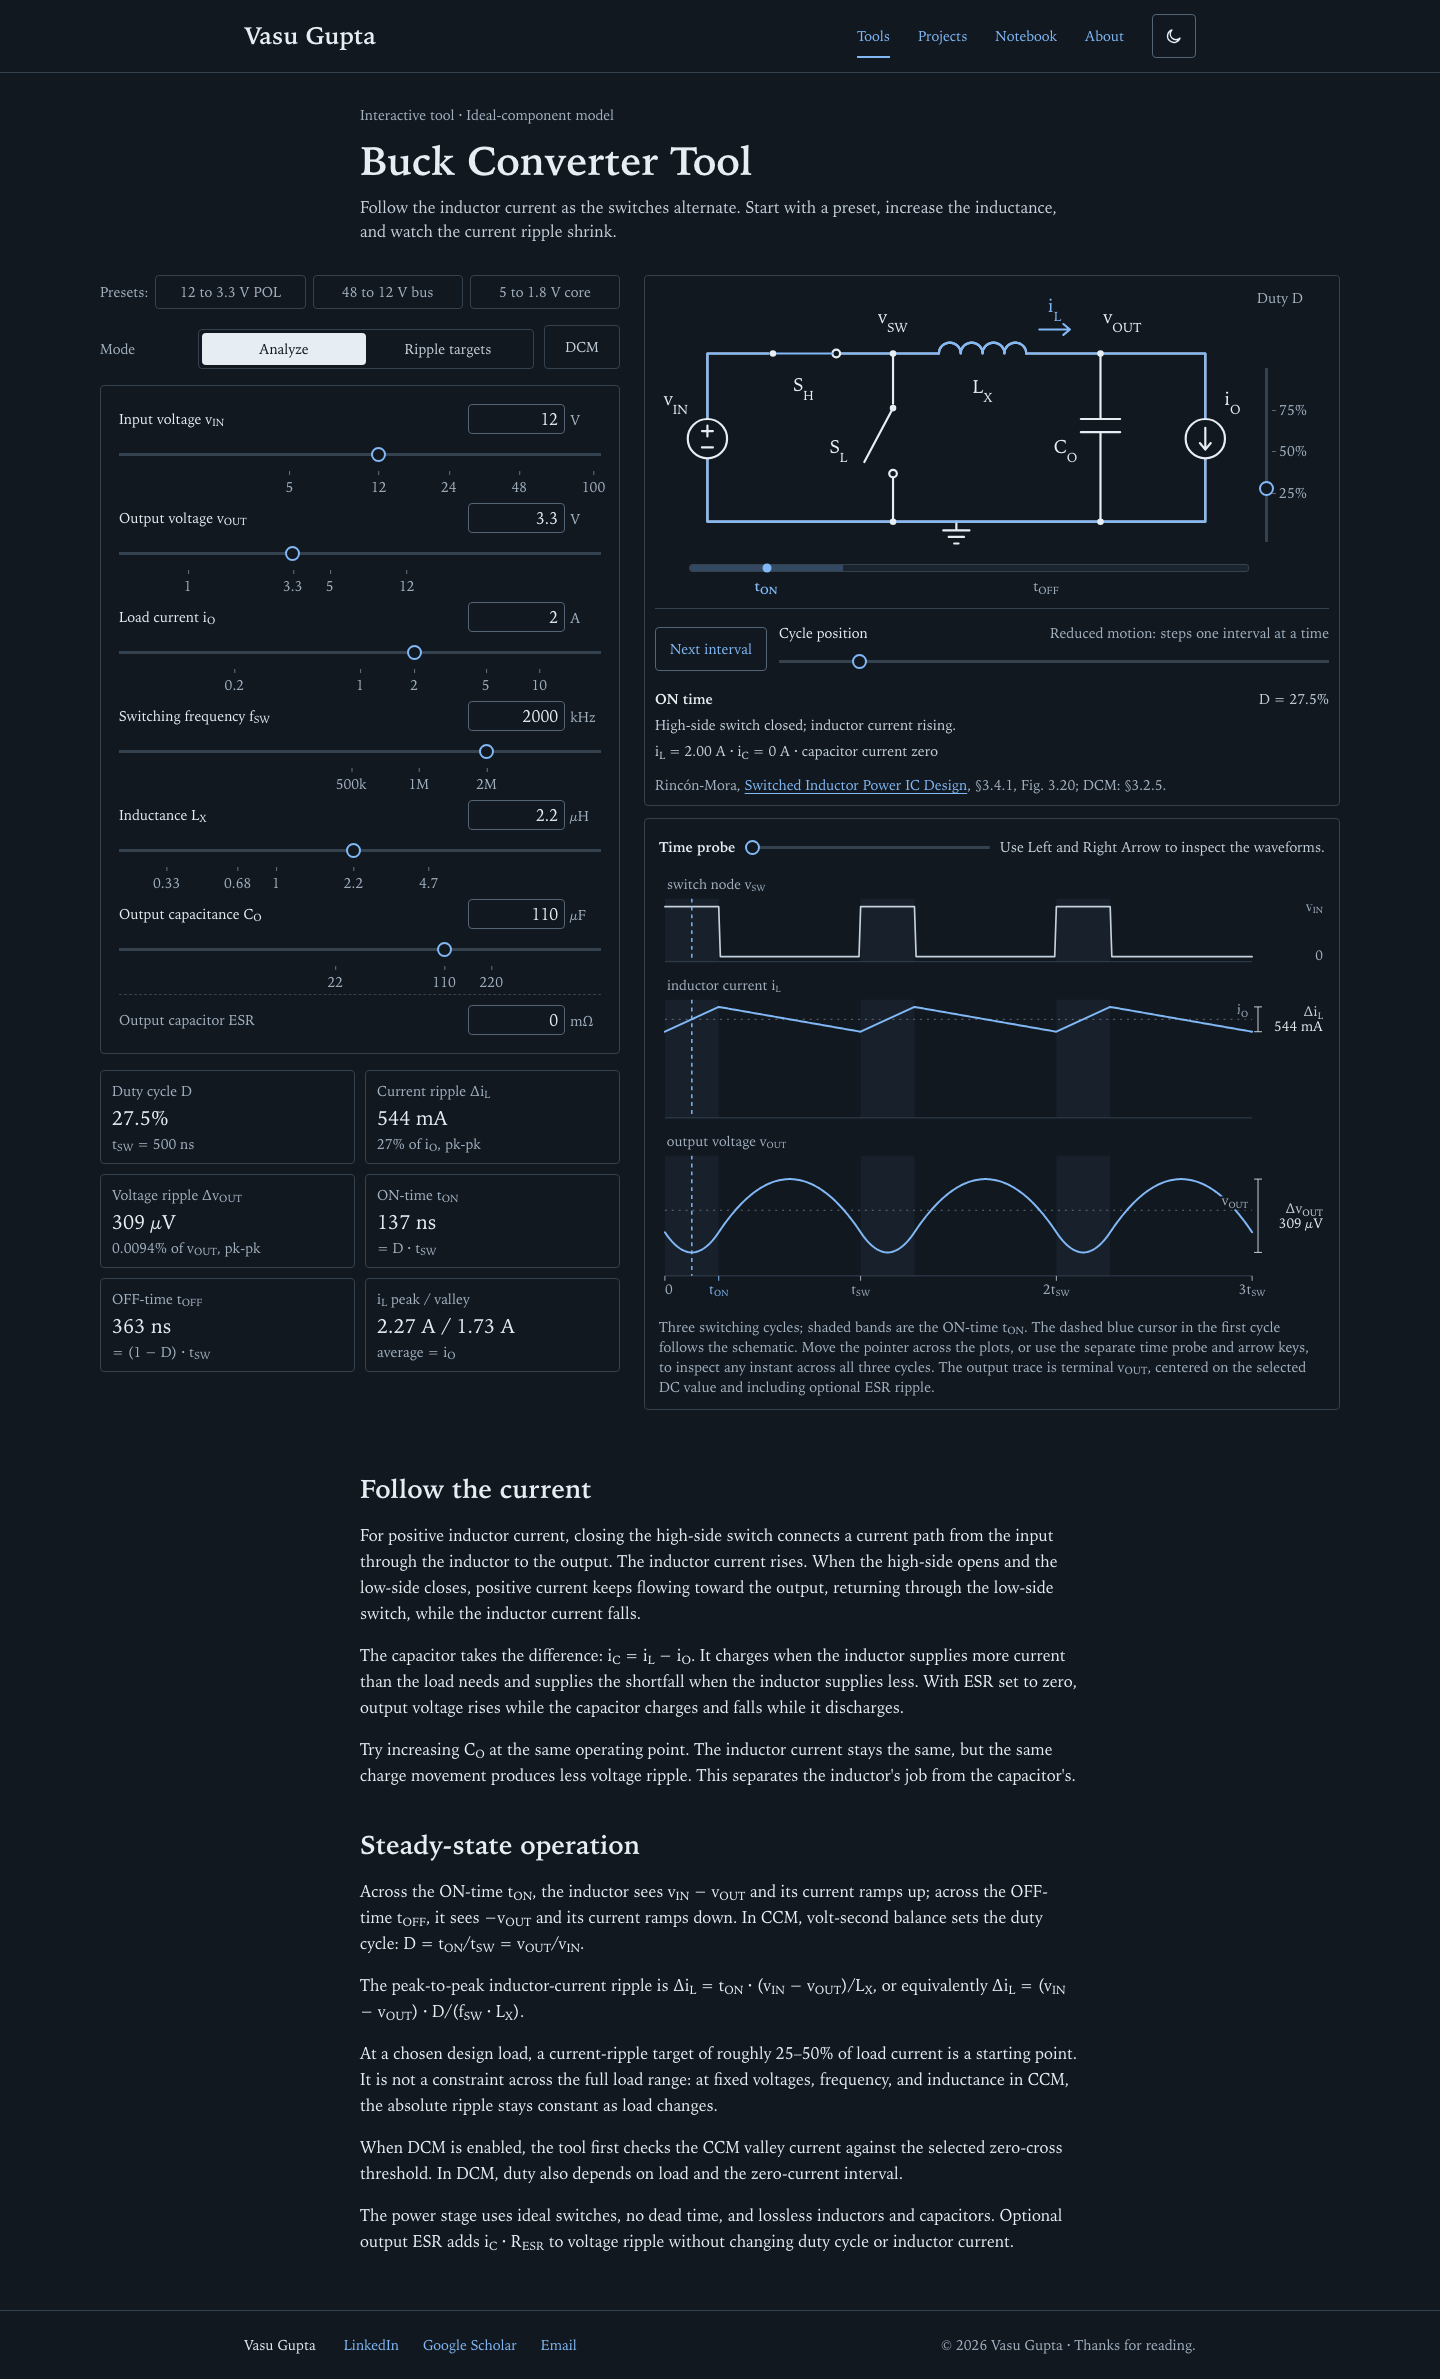 Vasu Gupta
Tools
Projects
Notebook
About
Interactive tool · Ideal-component model
Buck Converter Tool
Follow the inductor current as the switches alternate. Start with a preset, increase the inductance,
and watch the current ripple shrink.
Presets:
12 to 3.3 V POL
48 to 12 V bus
5 to 1.8 V core
Mode
Analyze
Ripple targets
DCM
Input voltage vIN
12 V
5 12 24 48 100
Output voltage vOUT
3.3 V
1 3.3 5 12
Load current iO
2 A
0.2 1 2 5 10
Switching frequency fSW
2000 kHz
500k 1M 2M
Inductance LX
2.2 μH
0.33 0.68 1 2.2 4.7
Output capacitance CO
110 μF
22 110 220
Output capacitor ESR
0 mΩ
Duty cycle D
27.5%
tSW = 500 ns
Current ripple ΔiL
544 mA
27% of iO, pk-pk
Voltage ripple ΔvOUT
309 μV
0.0094% of vOUT, pk-pk
ON-time tON
137 ns
= D · tSW
OFF-time tOFF
363 ns
= (1 − D) · tSW
iL peak / valley
2.27 A / 1.73 A
average = iO
Duty D
iL
vSW
vOUT
SH
LX
vIN
iO
SL
CO
75%
50%
25%
tON
tOFF
Next interval
Cycle position
Reduced motion: steps one interval at a time
ON time
D = 27.5%
High-side switch closed; inductor current rising.
iL = 2.00 A · iC = 0 A · capacitor current zero
Rincón-Mora, Switched Inductor Power IC Design, §3.4.1, Fig. 3.20; DCM: §3.2.5.
Time probe
Use Left and Right Arrow to inspect the waveforms.
switch node vSW
vIN
0
inductor current iL
iO
ΔiL
544 mA
output voltage vOUT
vOUT
ΔvOUT
309 μV
0 tON tSW 2tSW 3tSW
Three switching cycles; shaded bands are the ON-time tON. The dashed blue cursor in the first cycle
follows the schematic. Move the pointer across the plots, or use the separate time probe and arrow keys,
to inspect any instant across all three cycles. The output trace is terminal vOUT, centered on the selected
DC value and including optional ESR ripple.
Follow the current
For positive inductor current, closing the high-side switch connects a current path from the input
through the inductor to the output. The inductor current rises. When the high-side opens and the
low-side closes, positive current keeps flowing toward the output, returning through the low-side
switch, while the inductor current falls.
The capacitor takes the difference: iC = iL − iO. It charges when the inductor supplies more current
than the load needs and supplies the shortfall when the inductor supplies less. With ESR set to zero,
output voltage rises while the capacitor charges and falls while it discharges.
Try increasing CO at the same operating point. The inductor current stays the same, but the same
charge movement produces less voltage ripple. This separates the inductor's job from the capacitor's.
Steady-state operation
Across the ON-time tON, the inductor sees vIN − vOUT and its current ramps up; across the OFF-
time tOFF, it sees −vOUT and its current ramps down. In CCM, volt-second balance sets the duty
cycle: D = tON/tSW = vOUT/vIN.
The peak-to-peak inductor-current ripple is ΔiL = tON · (vIN − vOUT)/LX, or equivalently ΔiL = (vIN
− vOUT) · D/(fSW · LX).
At a chosen design load, a current-ripple target of roughly 25–50% of load current is a starting point.
It is not a constraint across the full load range: at fixed voltages, frequency, and inductance in CCM,
the absolute ripple stays constant as load changes.
When DCM is enabled, the tool first checks the CCM valley current against the selected zero-cross
threshold. In DCM, duty also depends on load and the zero-current interval.
The power stage uses ideal switches, no dead time, and lossless inductors and capacitors. Optional
output ESR adds iC · RESR to voltage ripple without changing duty cycle or inductor current.
Vasu Gupta
LinkedIn
Google Scholar
Email
© 2026 Vasu Gupta · Thanks for reading.